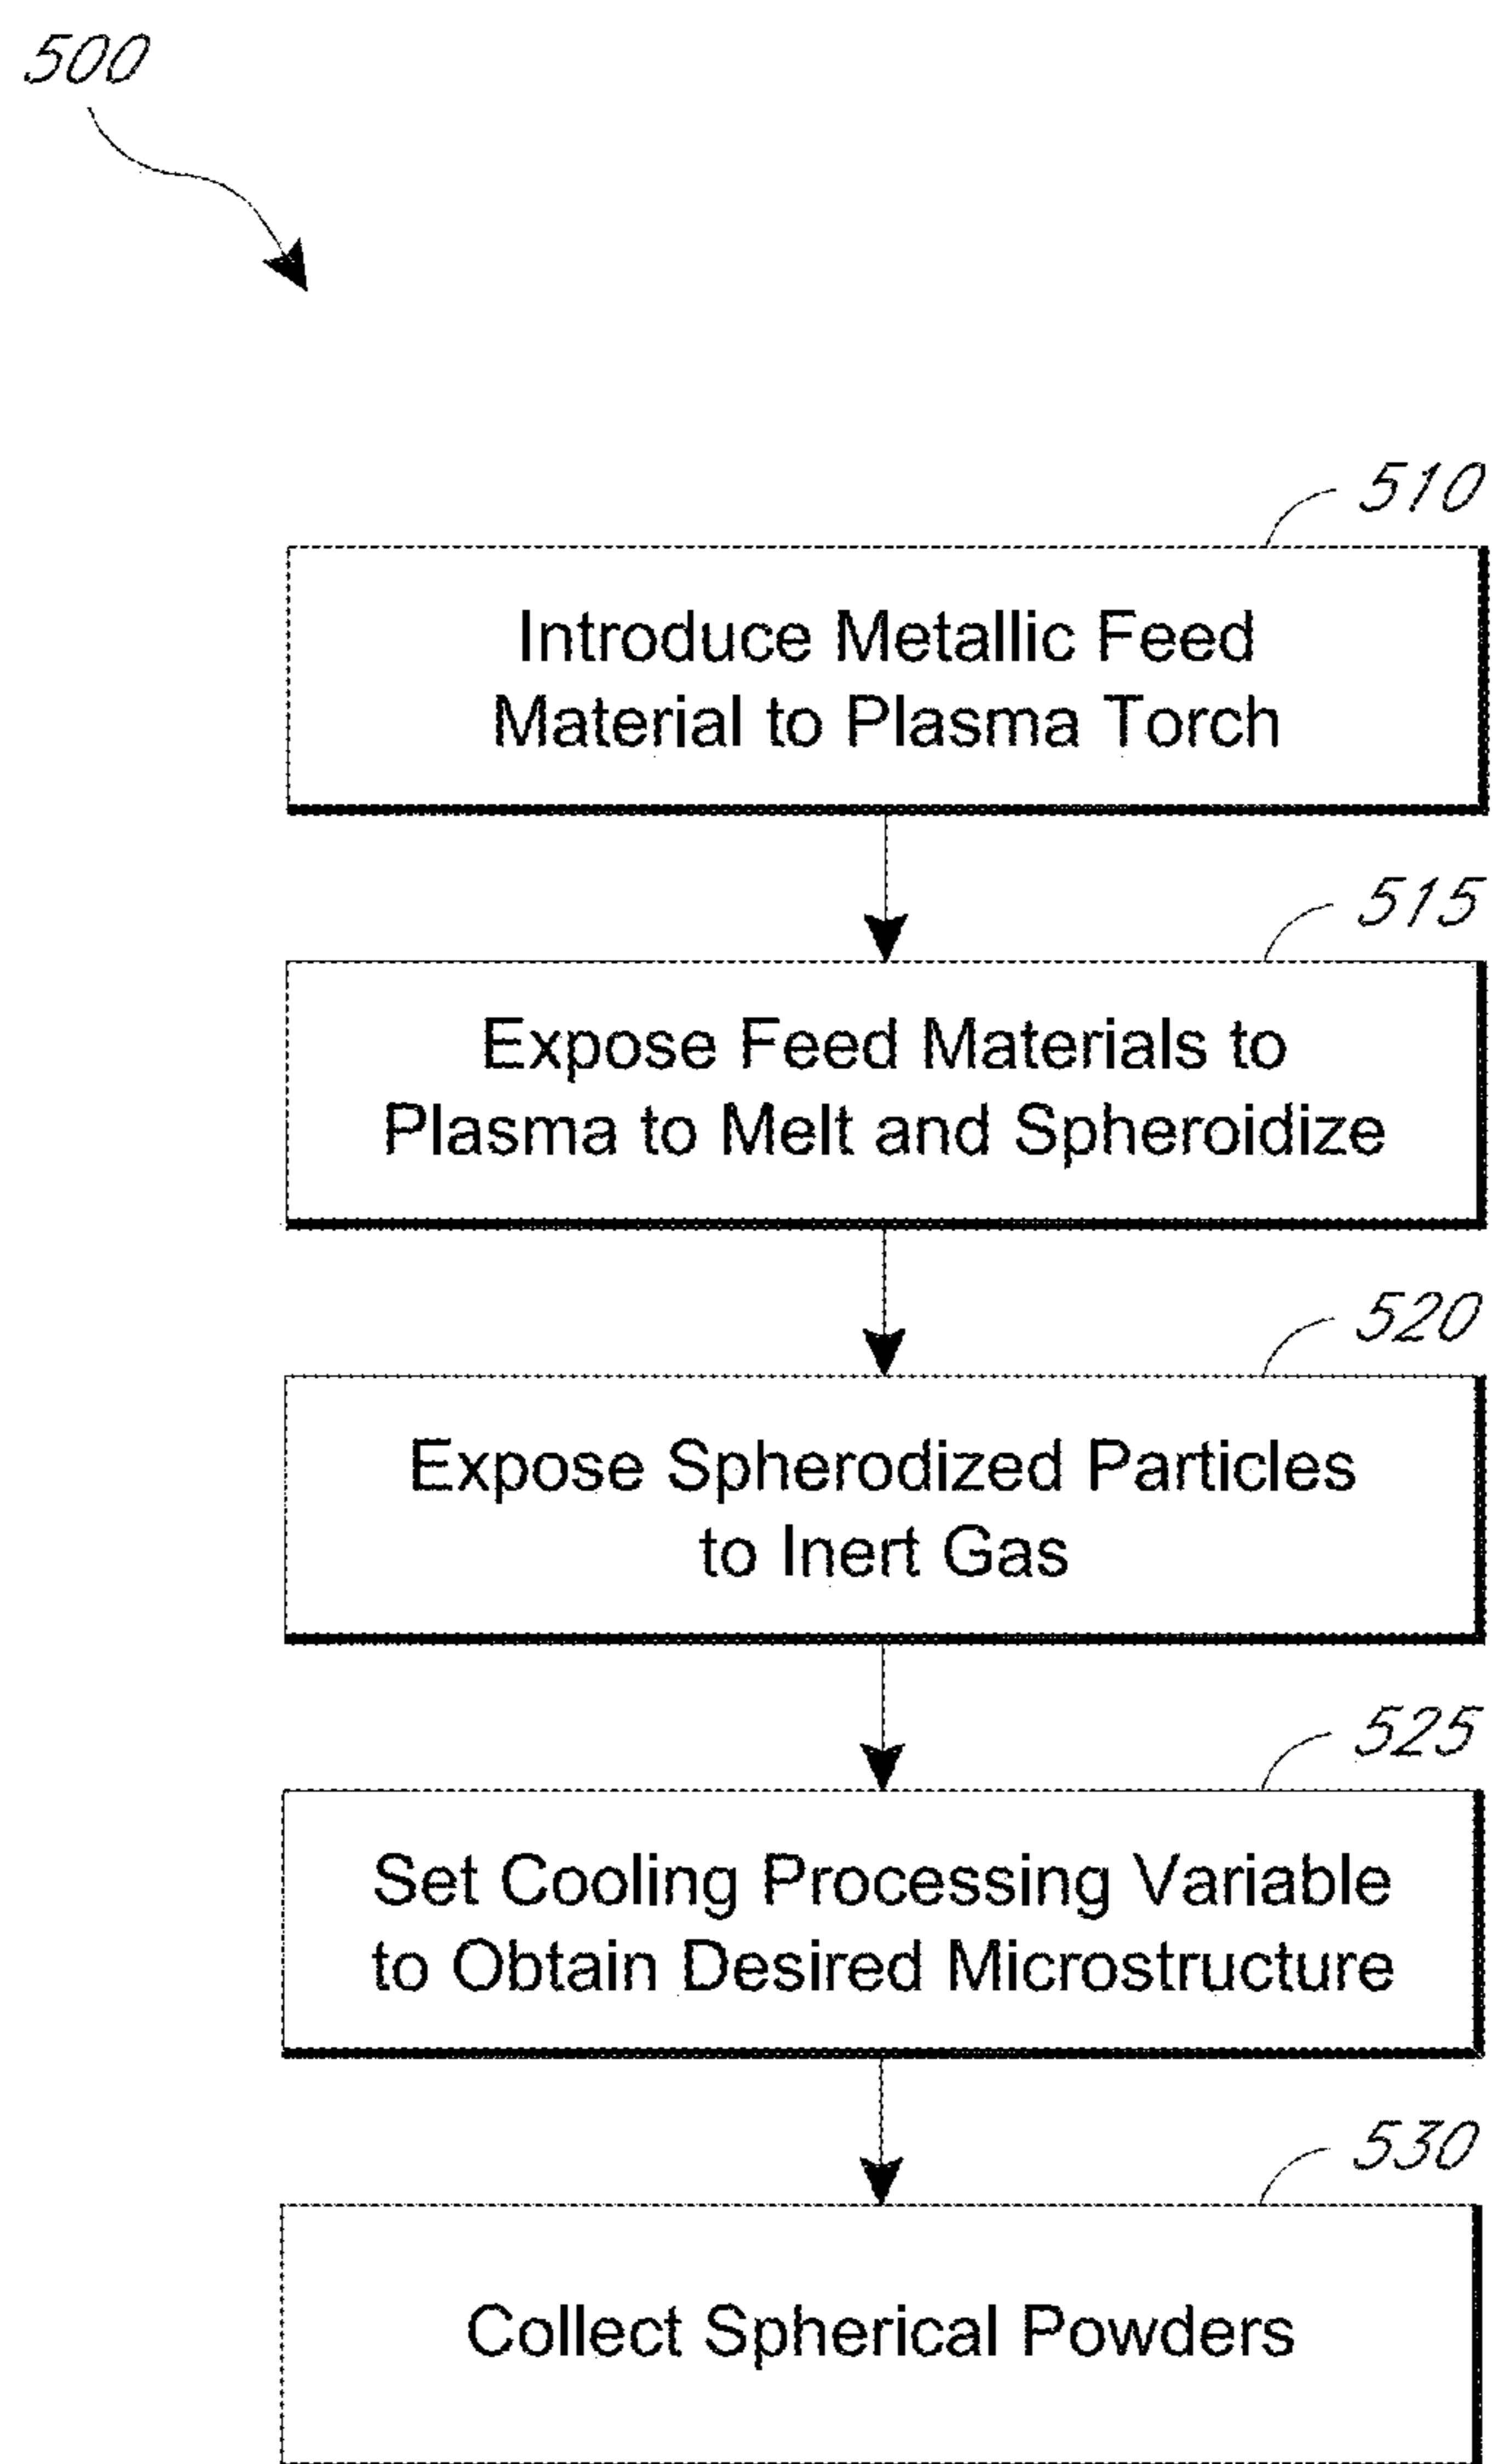 500
510
Introduce Metallic Feed
Material to Plasma Torch
515
Expose Feed Materials to
Plasma to Melt and Spheroidize
520
Expose Spherodized Particles
to Inert Gas
525
Set Cooling Processing Variable
to Obtain Desired Microstructure
530
Collect Spherical Powders